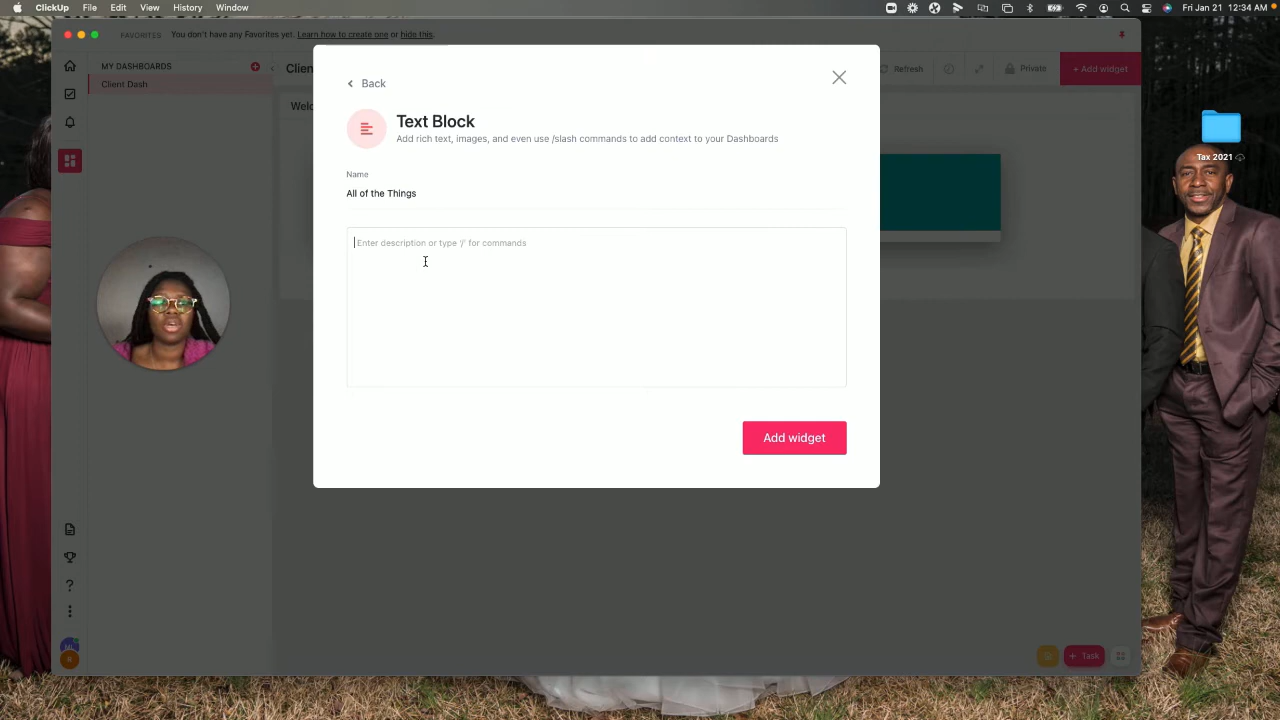 ClickUp File Edit View History Window Fri Jan 21 12:34 AM
FAVORITES You don't have any Favorites yet. Learn how to create one or hide this.
MY DASHBOARDS
Client Dash
Refresh
Private
+ Add widget
Back
Text Block
Add rich text, images, and even use /slash commands to add context to your Dashboards
Name
All of the Things
Enter description or type '/' for commands
Add widget
Tax 2021
+ Task